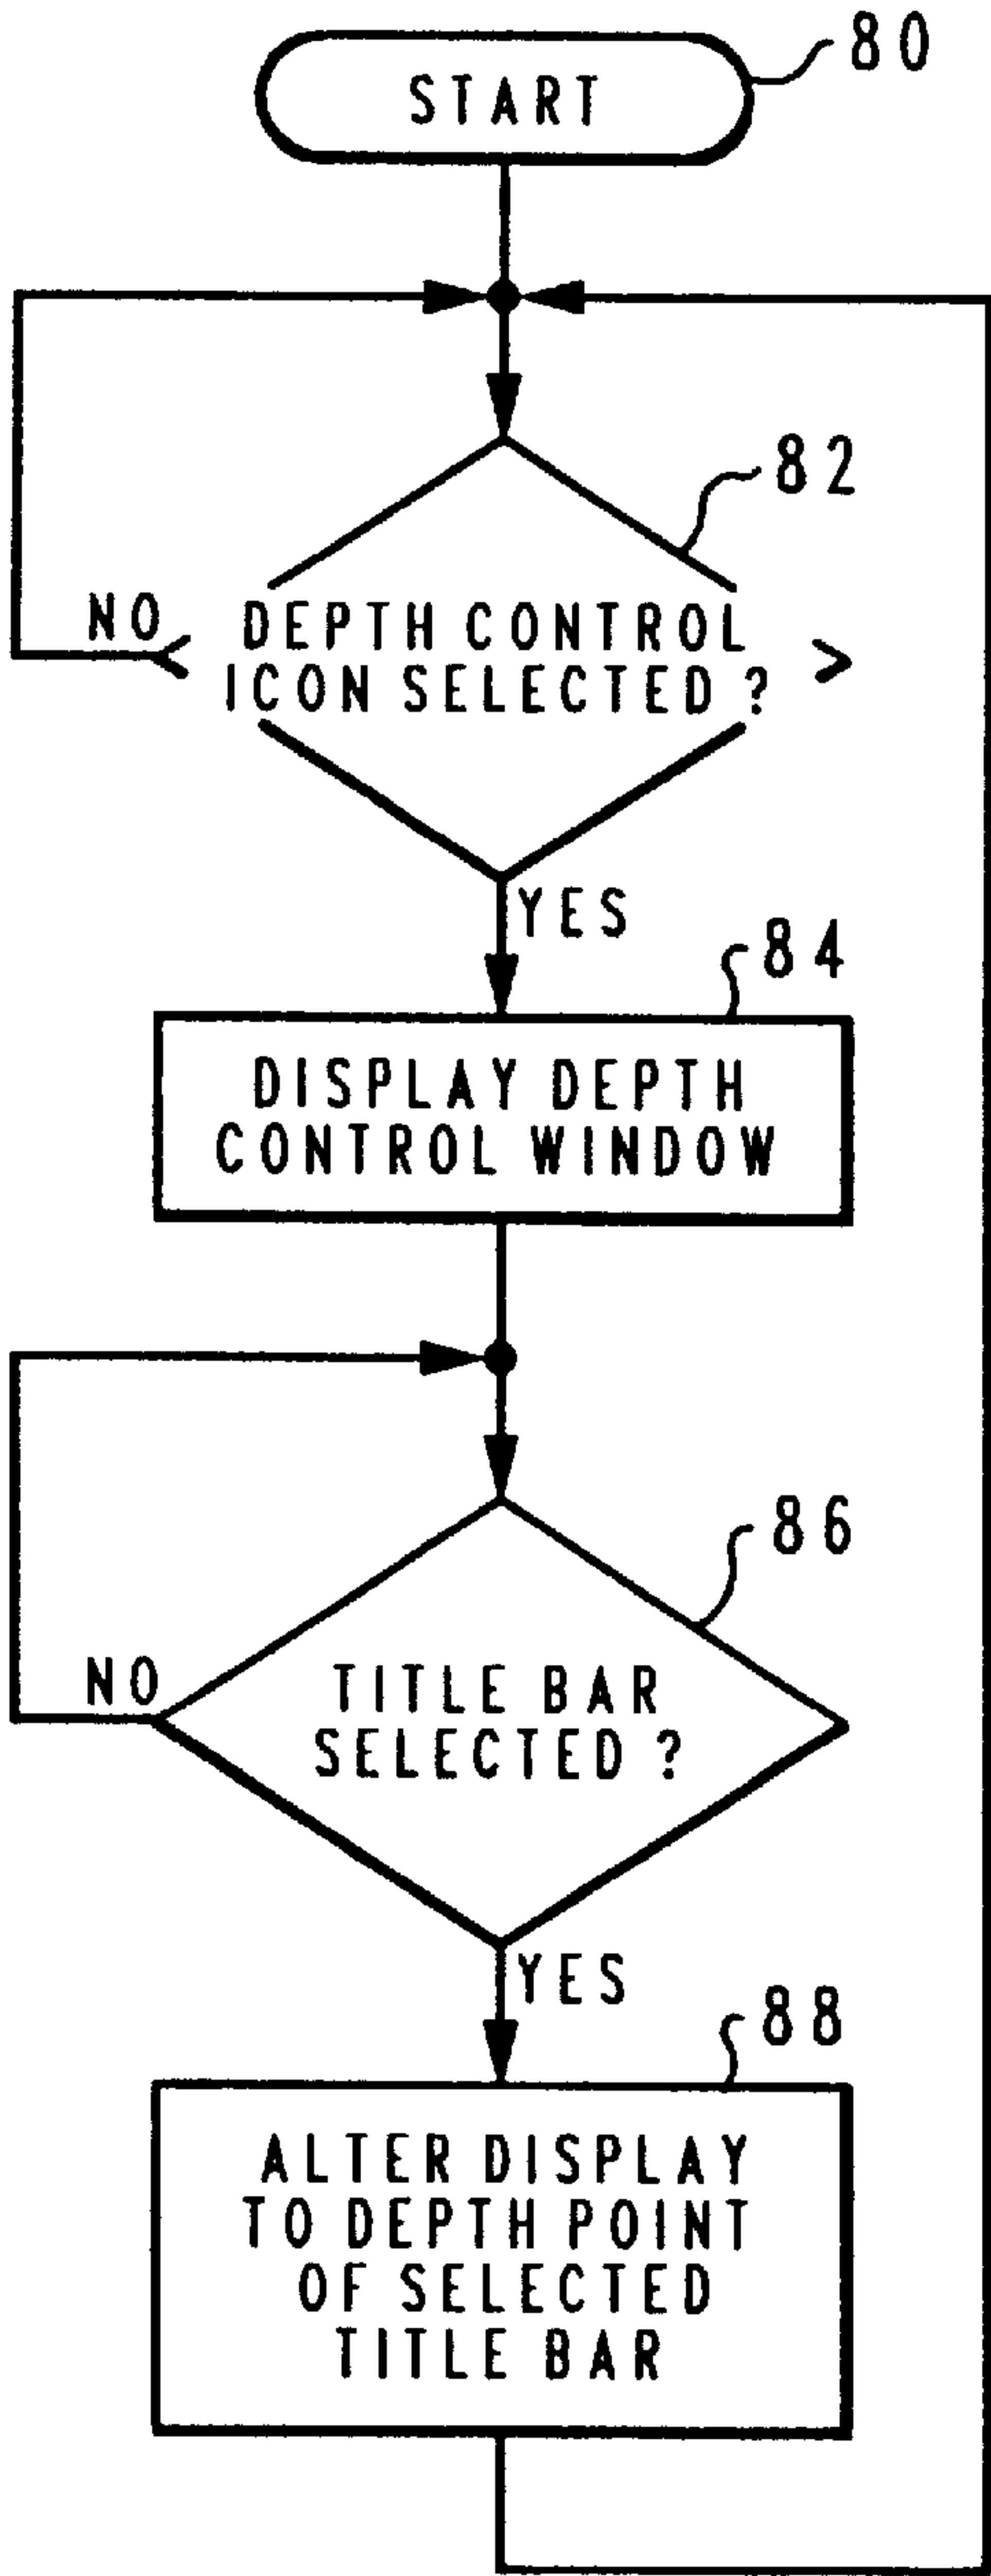 START
80
82
NO
DEPTH CONTROL
ICON SELECTED ?
YES
84
DISPLAY DEPTH
CONTROL WINDOW
86
NO
TITLE BAR
SELECTED ?
YES
88
ALTER DISPLAY
TO DEPTH POINT
OF SELECTED
TITLE BAR